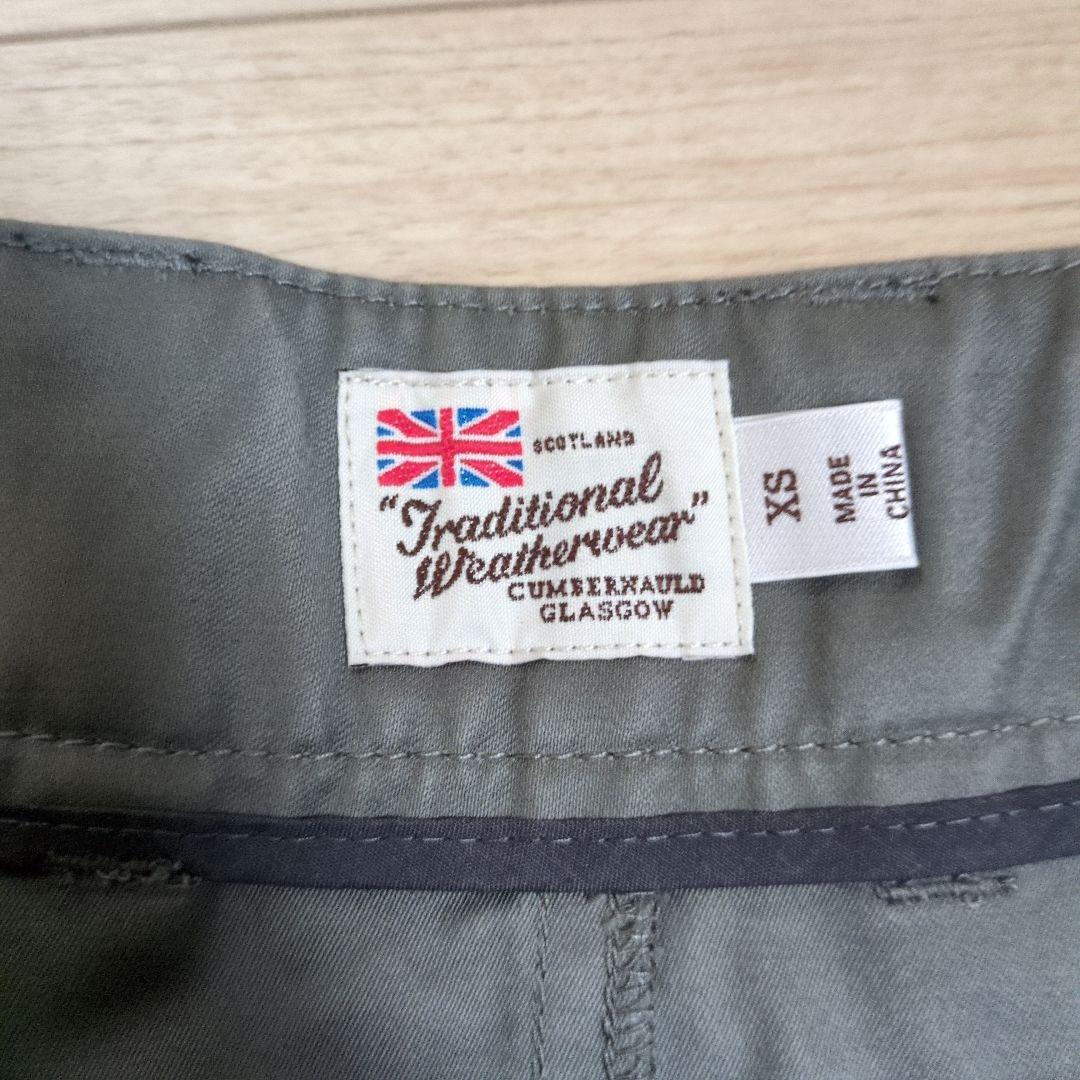 SCOTLAND
"Traditional
Weatherwear"
CUMBERNAULD
GLASGOW
XS
MADE
IN
CHINA